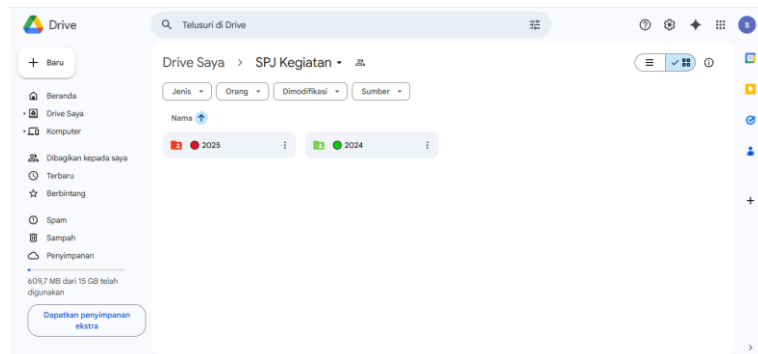 Drive
Telusuri di Drive
S
Baru
Drive Saya > SPJ Kegiatan
Jenis
Orang
Dimodifikasi
Sumber
Nama
2025
2024
Beranda
Drive Saya
Komputer
Dibagikan kepada saya
Terbaru
Berbintang
Spam
Sampah
Penyimpanan
609,7 MB dari 15 GB telah
digunakan
Dapatkan penyimpanan
ekstra